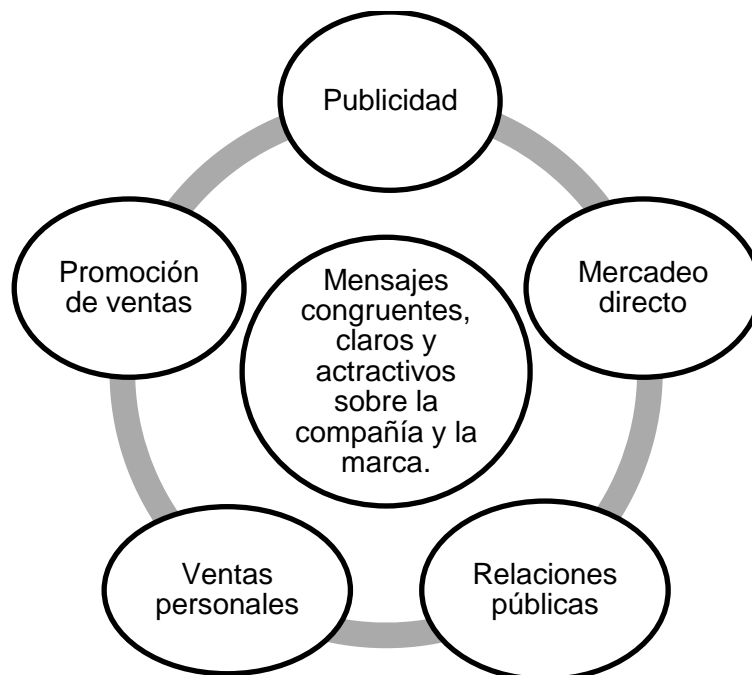 Publicidad
Promoción
de ventas
Mercadeo
directo
Mensajes
congruentes,
claros y
actractivos
sobre la
compañía y la
marca.
Ventas
personales
Relaciones
públicas